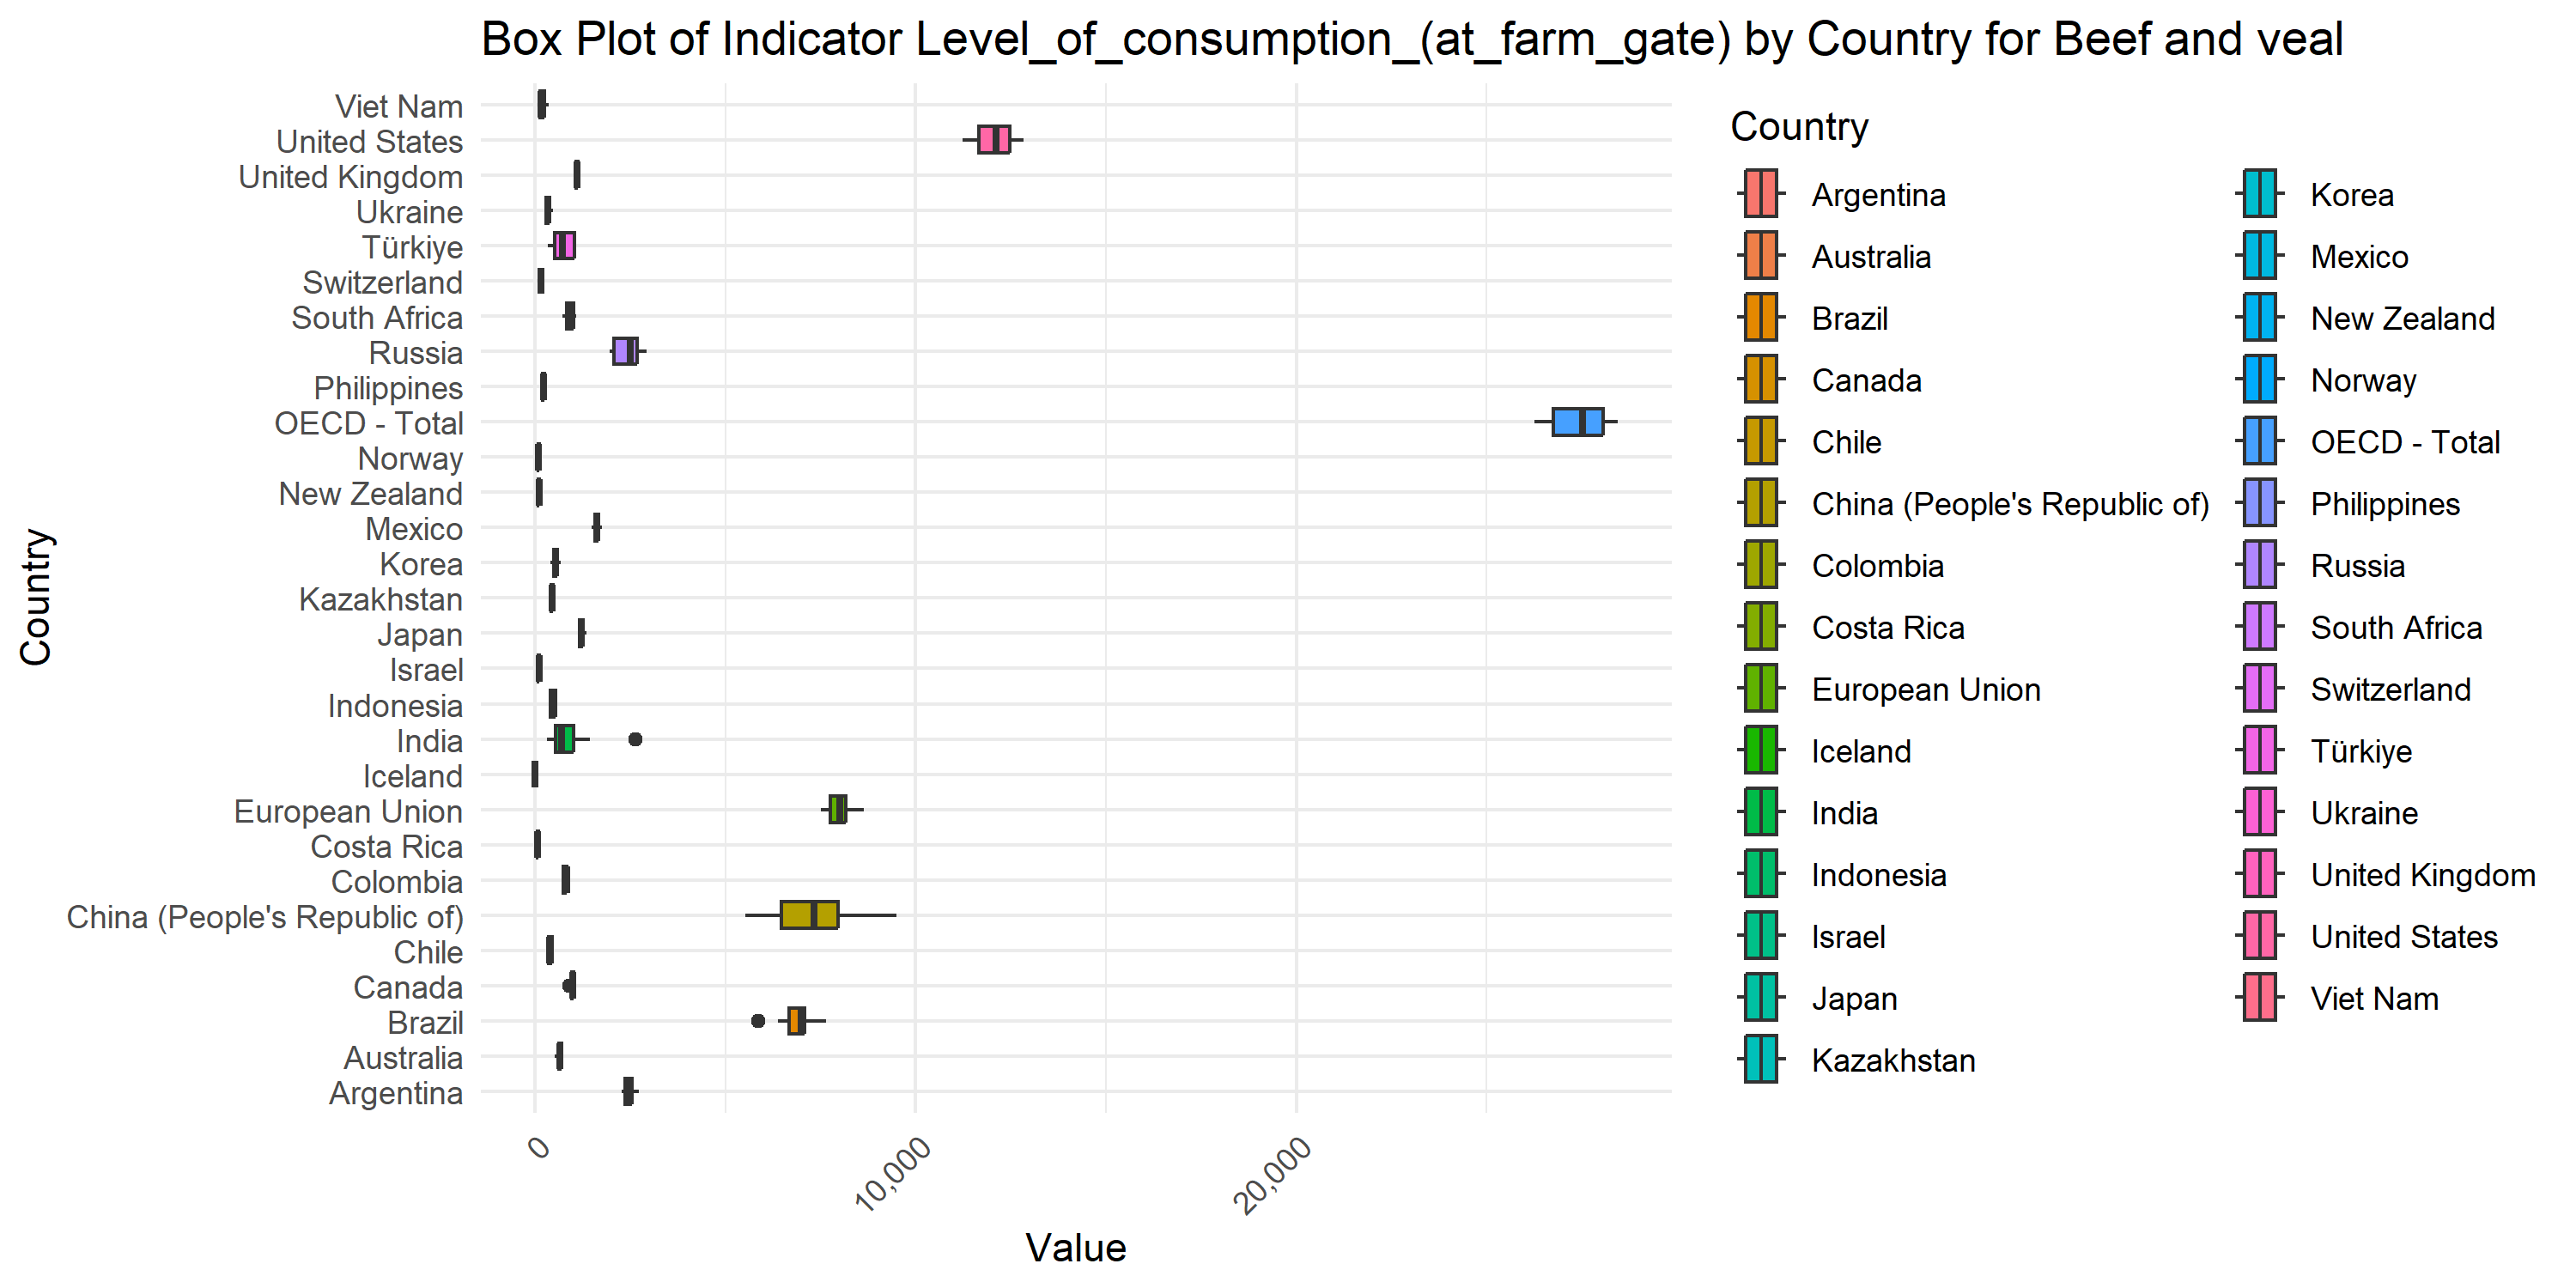 Box Plot of Indicator Level_of_consumption_(at_farm_gate) by Country for Beef and veal
Viet Nam
United States
United Kingdom
Ukraine
Türkiye
Switzerland
South Africa
Russia
Philippines
OECD - Total
Norway
New Zealand
Mexico
Korea
Kazakhstan
Japan
Israel
Indonesia
India
Iceland
European Union
Costa Rica
Colombia
China (People's Republic of)
Chile
Canada
Brazil
Australia
Argentina
Country
0
10,000
20,000
Value
Country
Argentina
Australia
Brazil
Canada
Chile
China (People's Republic of)
Colombia
Costa Rica
European Union
Iceland
India
Indonesia
Israel
Japan
Kazakhstan
Korea
Mexico
New Zealand
Norway
OECD - Total
Philippines
Russia
South Africa
Switzerland
Türkiye
Ukraine
United Kingdom
United States
Viet Nam